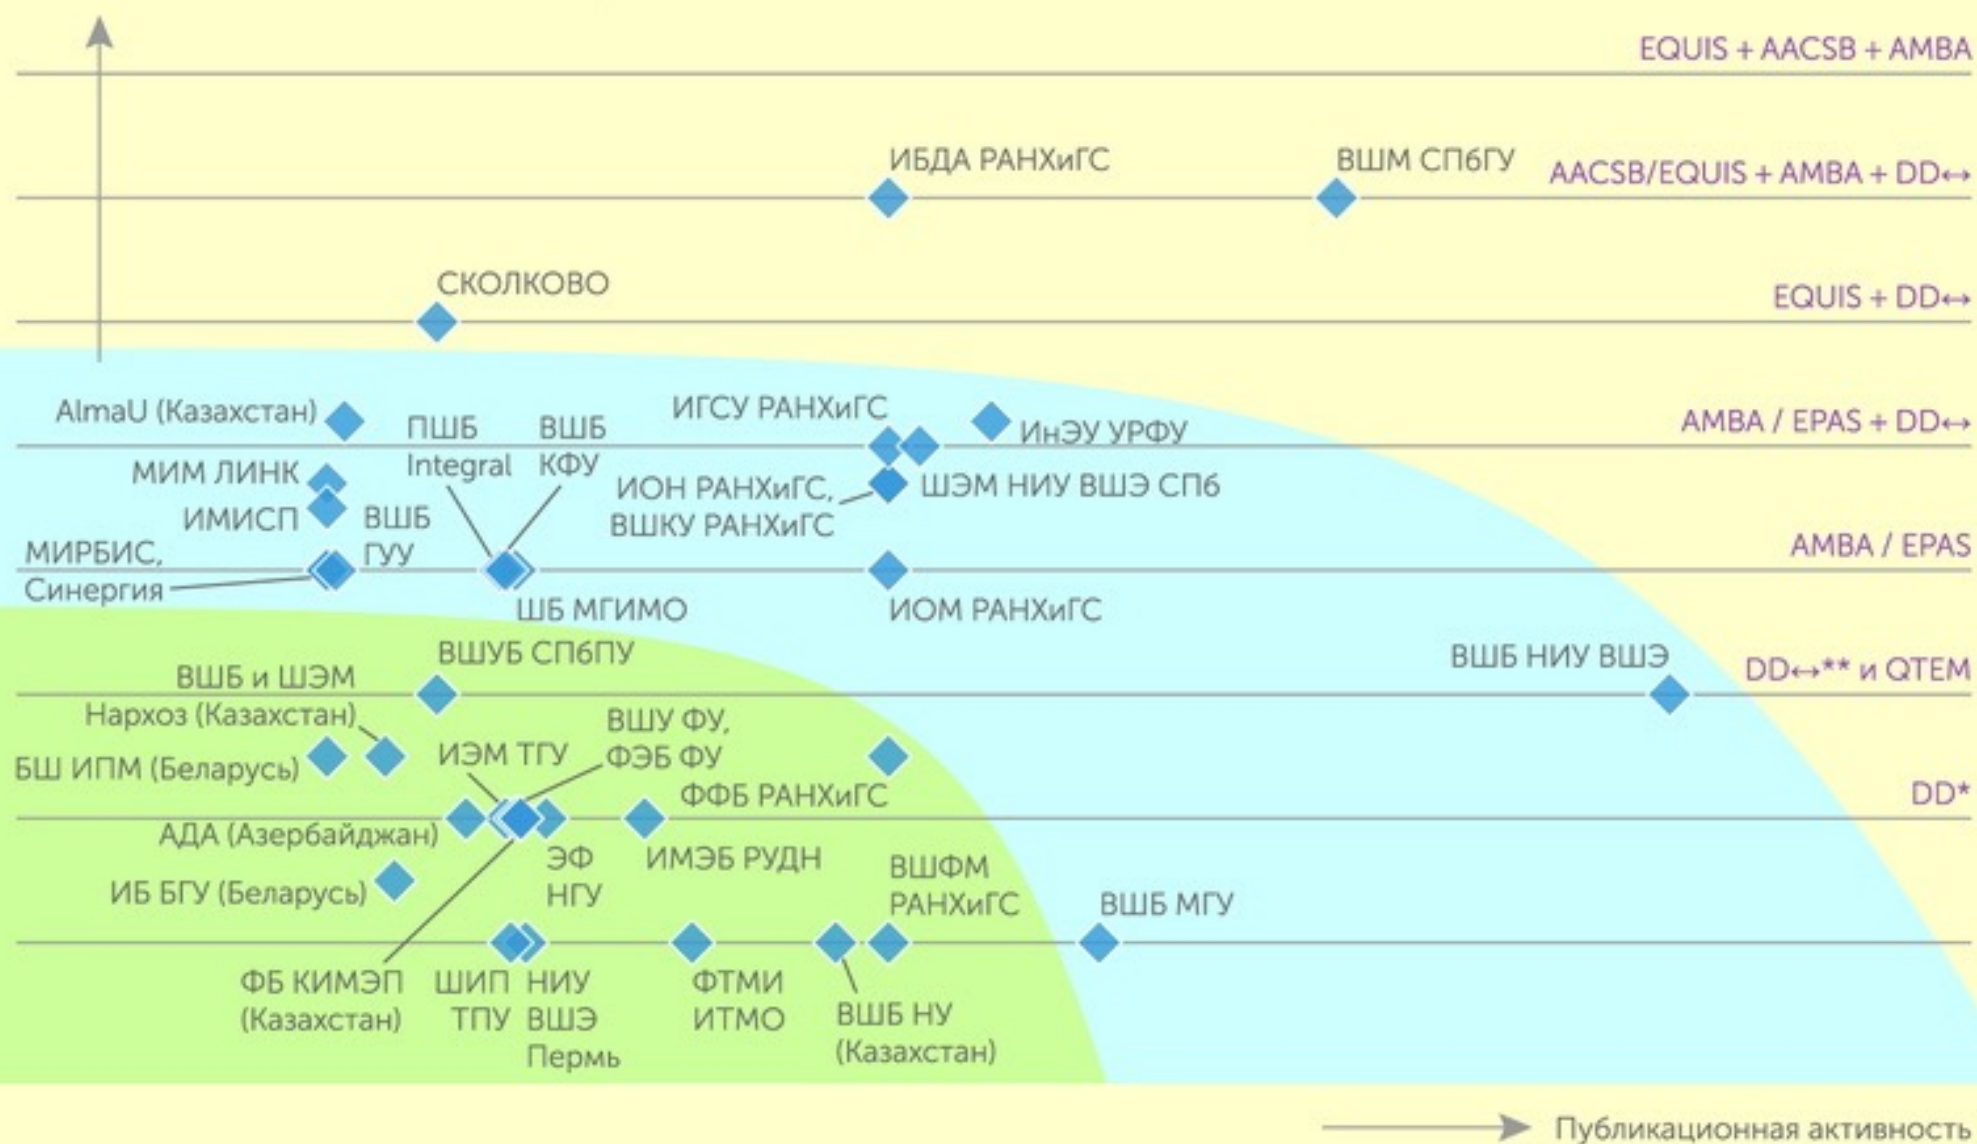 EQUIS + AACSB + AMBA
ИБДА РАНХиГС
ВШМ СПбГУ
AACSB/EQUIS + AMBA + DD↔
СКОЛКОВО
EQUIS + DD↔
AlmaU (Казахстан)
ПШБ
Integral
ВШБ
КФУ
ИГСУ РАНХиГС
ИнЭУ УРФУ
AMBA / EPAS + DD↔
МИМ ЛИНК
ИМИСП
ВШБ
ГУУ
ИОН РАНХиГС,
ВШКУ РАНХиГС
ШЭМ НИУ ВШЭ СПб
МИРБИС,
Синергия
AMBA / EPAS
ШБ МГИМО
ИОМ РАНХиГС
ВШУБ СПбПУ
ВШБ НИУ ВШЭ
DD↔** и QTEM
ВШБ и ШЭМ
Нархоз (Казахстан)
БШ ИПМ (Беларусь)
ИЭМ ТГУ
ВШУ ФУ,
ФЭБ ФУ
ФФБ РАНХиГС
DD*
АДА (Азербайджан)
ЭФ
НГУ
ИМЭБ РУДН
ИБ БГУ (Беларусь)
ВШФМ
РАНХиГС
ВШБ МГУ
ФБ КИМЭП
(Казахстан)
ШИП
ТПУ
НИУ
ВШЭ
Пермь
ФТМИ
ИТМО
ВШБ НУ
(Казахстан)
Публикационная активность